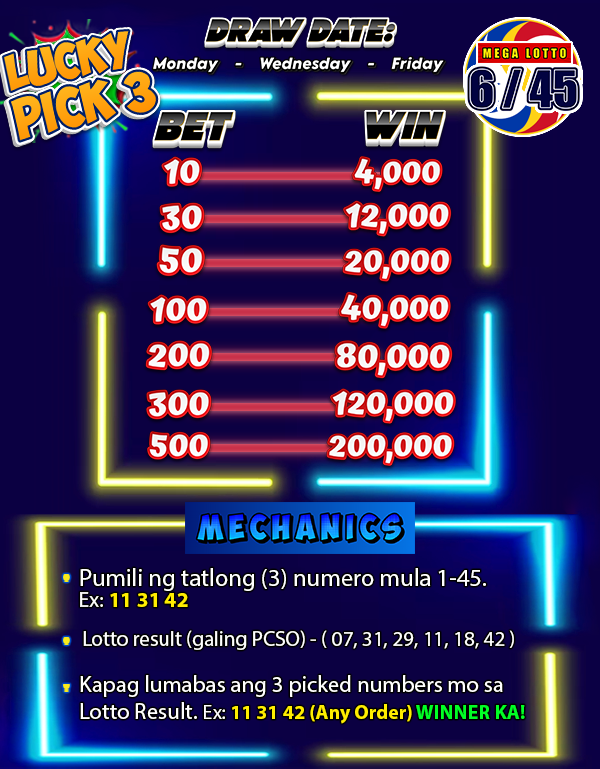 LUCKY
PICK 3
DRAW DATE:
Monday - Wednesday - Friday
MEGA LOTTO
6/45
BET WIN
10 4,000
30 12,000
50 20,000
100 40,000
200 80,000
300 120,000
500 200,000
MECHANICS
Pumili ng tatlong (3) numero mula 1-45.
Ex: 11 31 42
Lotto result (galing PCSO) - ( 07, 31, 29, 11, 18, 42 )
Kapag lumabas ang 3 picked numbers mo sa
Lotto Result. Ex: 11 31 42 (Any Order) WINNER KA!